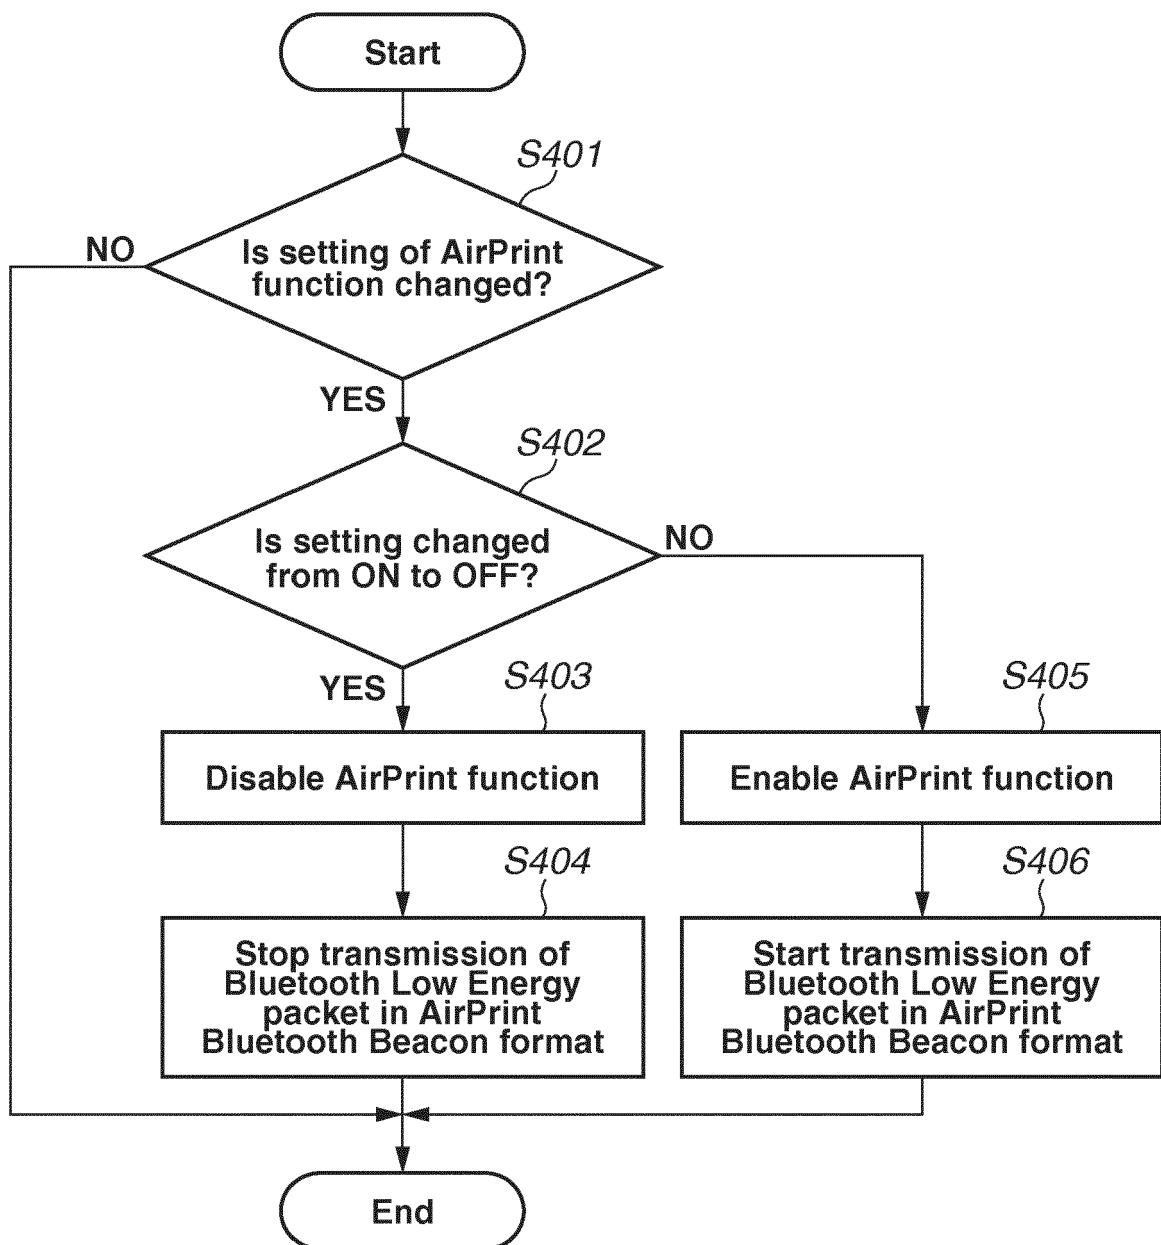 Start
S401
NO
Is setting of AirPrint
function changed?
YES
S402
Is setting changed
from ON to OFF?
NO
YES
S403
S405
Disable AirPrint function
Enable AirPrint function
S404
S406
Stop transmission of
Bluetooth Low Energy
packet in AirPrint
Bluetooth Beacon format
Start transmission of
Bluetooth Low Energy
packet in AirPrint
Bluetooth Beacon format
End